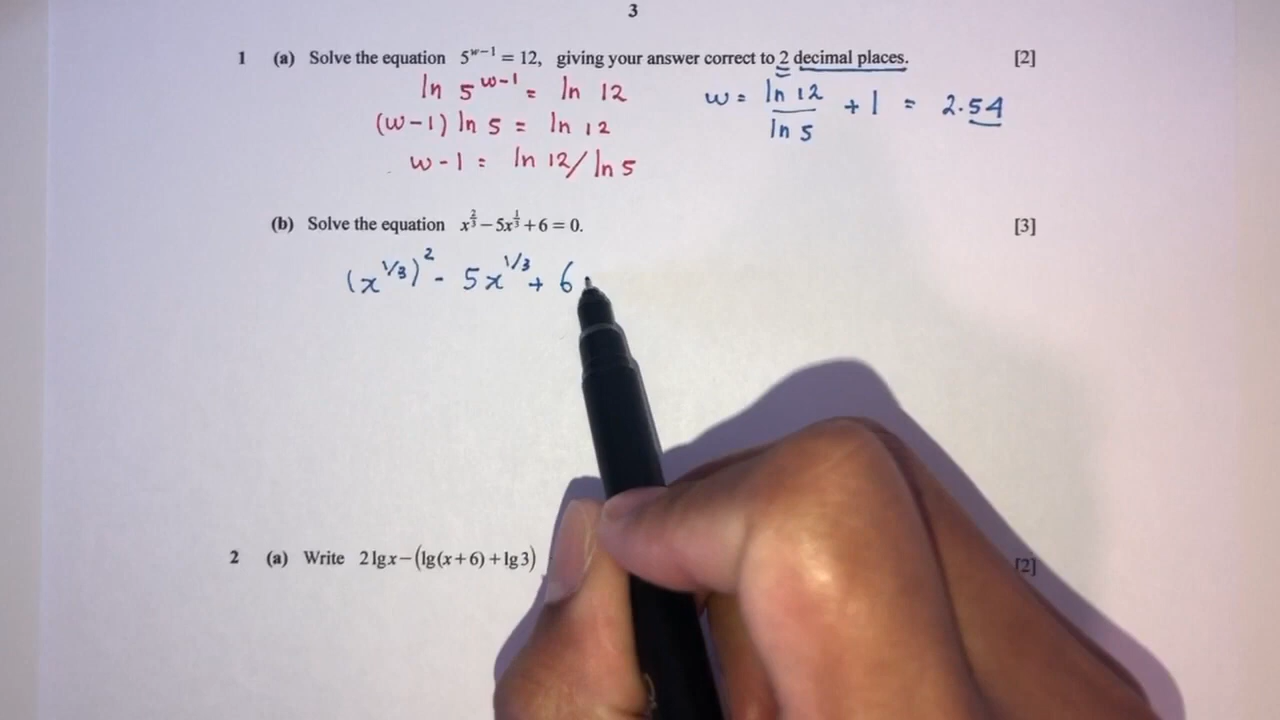 3
1 (a) Solve the equation 5^{w-1} = 12, giving your answer correct to 2 decimal places. [2]
ln 5^{w-1} = ln 12
(w-1) ln 5 = ln 12
w-1 = ln 12/ln 5
w = \frac{ln 12}{ln 5} + 1 = 2.54
(b) Solve the equation x^{\frac{2}{3}} - 5x^{\frac{1}{3}} + 6 = 0. [3]
(x^{1/3})^2 - 5x^{1/3} + 6
2 (a) Write 2 lg x - (lg(x+6) + lg 3) [2]